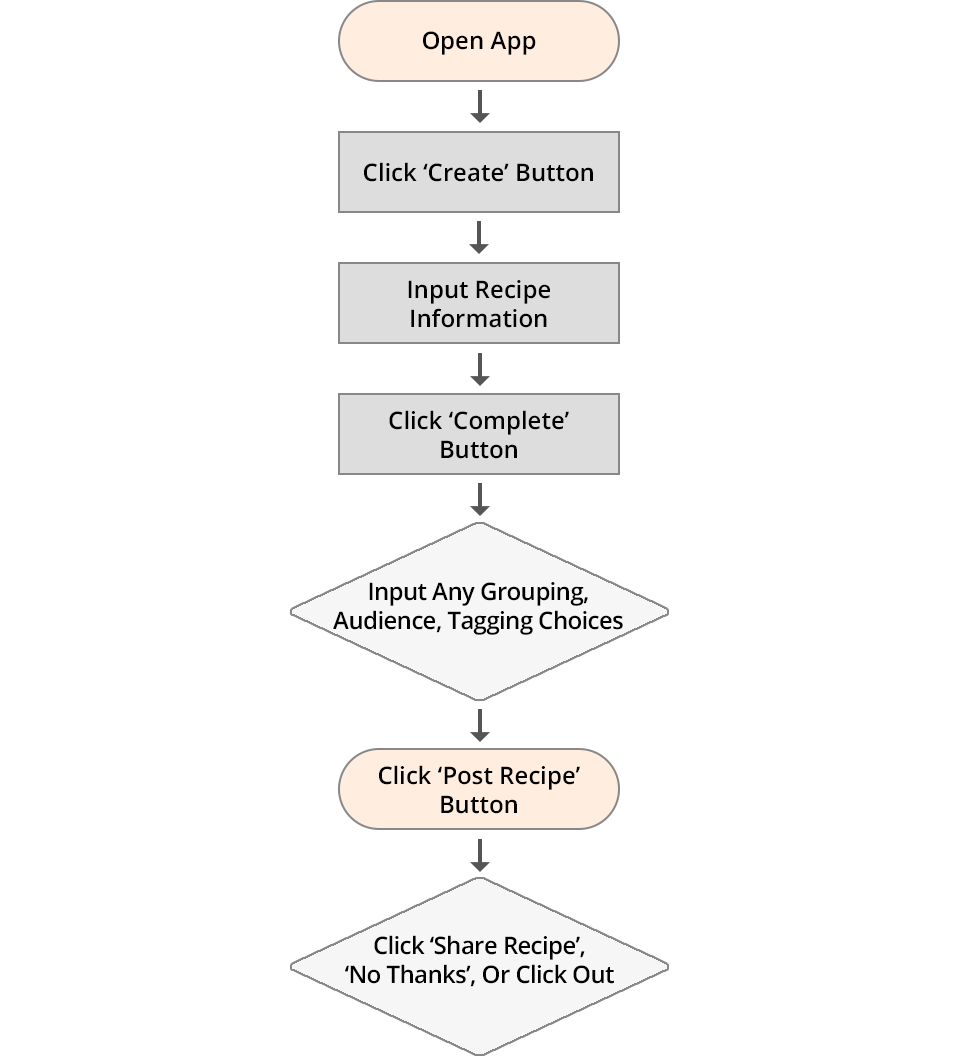 Open App
Click ‘Create’ Button
Input Recipe
Information
Click ‘Complete’
Button
Input Any Grouping,
Audience, Tagging Choices
Click ‘Post Recipe’
Button
Click ‘Share Recipe’,
‘No Thanks’, Or Click Out